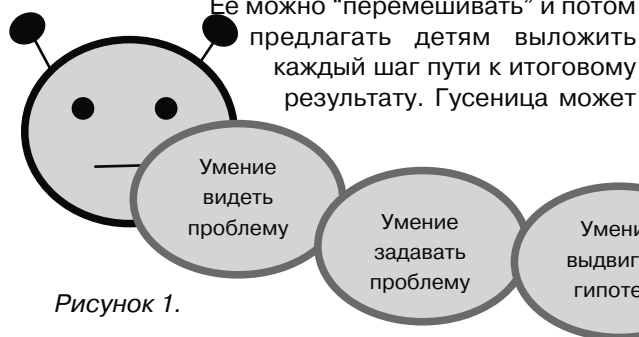 Ее можно “перемешивать” и потом
предлагать детям выложить
каждый шаг пути к итоговому
результату. Гусеница может
Умение
видеть
проблему
Умение
задавать
проблему
Рисунок 1.